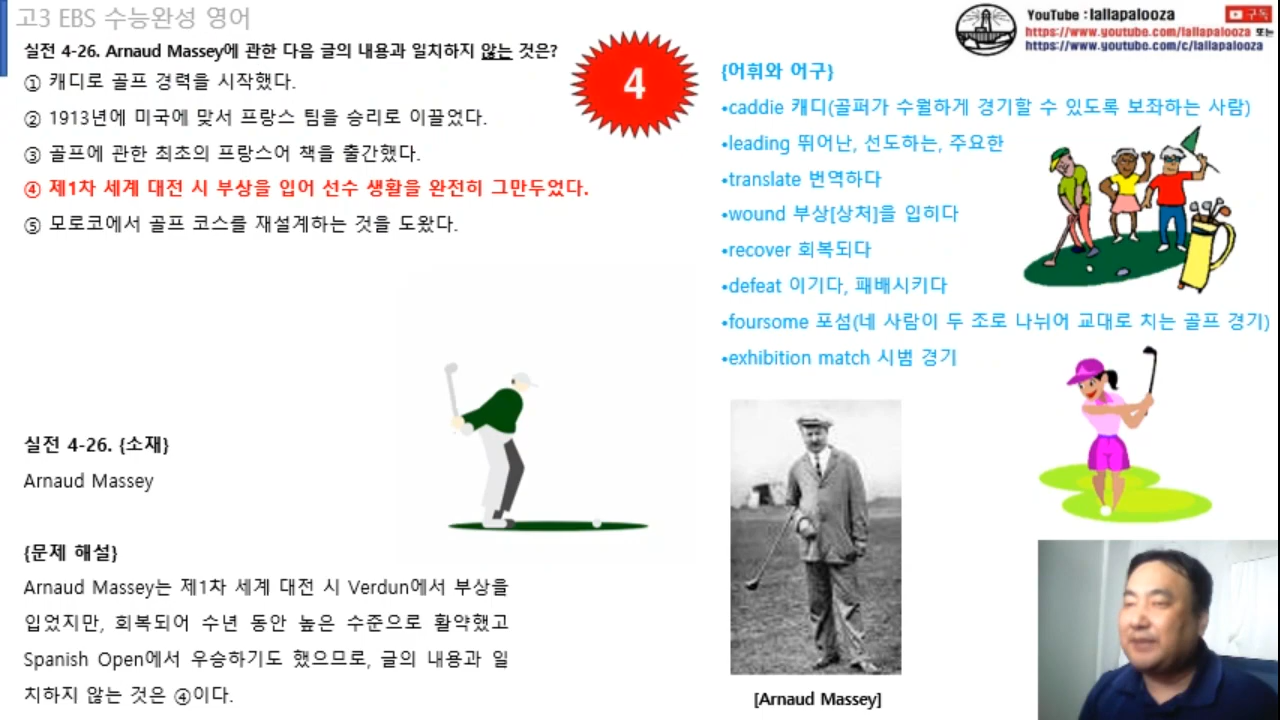 고3 EBS 수능완성 영어
실전 4-26. Arnaud Massey에 관한 다음 글의 내용과 일치하지 않는 것은?
① 캐디로 골프 경력을 시작했다.
② 1913년에 미국에 맞서 프랑스 팀을 승리로 이끌었다.
③ 골프에 관한 최초의 프랑스어 책을 출간했다.
④ 제1차 세계 대전 시 부상을 입어 선수 생활을 완전히 그만두었다.
⑤ 모로코에서 골프 코스를 재설계하는 것을 도왔다.
4
실전 4-26. {소재}
Arnaud Massey
{문제 해설}
Arnaud Massey는 제1차 세계 대전 시 Verdun에서 부상을
입었지만, 회복되어 수년 동안 높은 수준으로 활약했고
Spanish Open에서 우승하기도 했으므로, 글의 내용과 일
치하지 않는 것은 ④이다.
YouTube : lallapalooza
구독
https://www.youtube.com/lallapalooza 또는
https://www.youtube.com/c/lallapalooza
{어휘와 어구}
•caddie 캐디(골퍼가 수월하게 경기할 수 있도록 보좌하는 사람)
•leading 뛰어난, 선도하는, 주요한
•translate 번역하다
•wound 부상[상처]을 입히다
•recover 회복되다
•defeat 이기다, 패배시키다
•foursome 포섬(네 사람이 두 조로 나뉘어 교대로 치는 골프 경기)
•exhibition match 시범 경기
[Arnaud Massey]